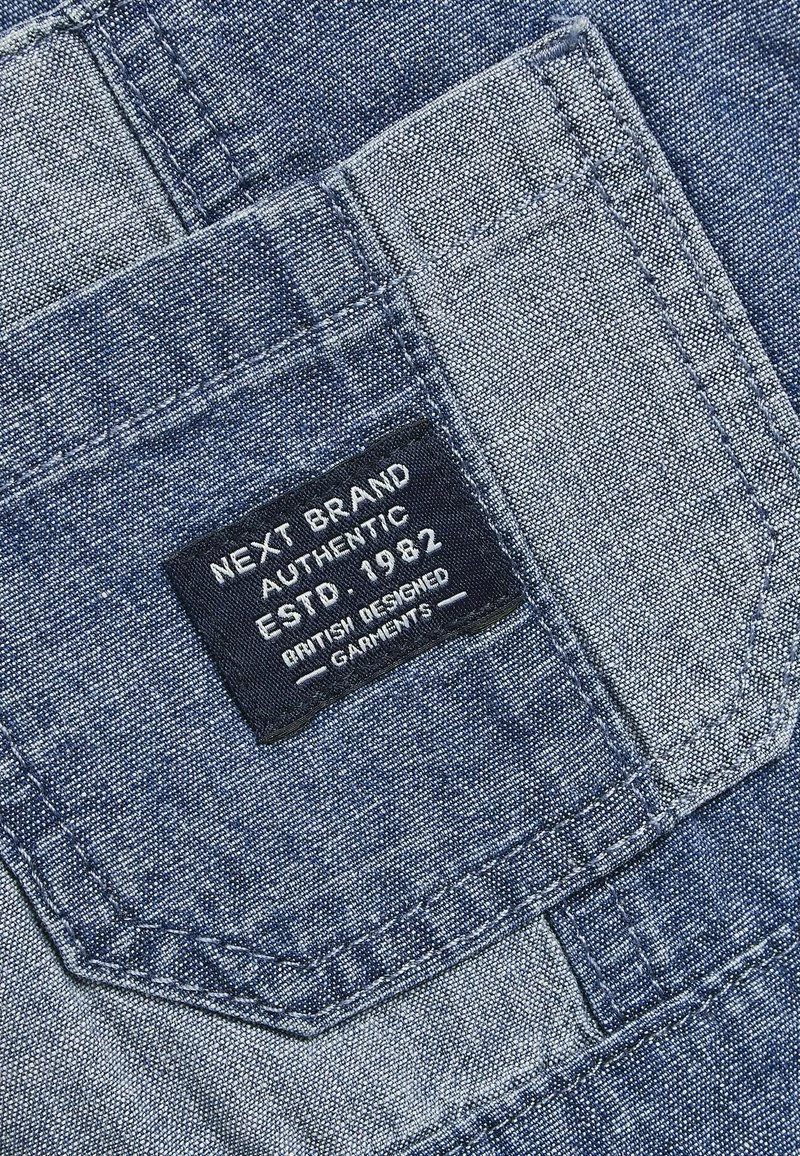 NEXT BRAND
AUTHENTIC
ESTD. 1982
BRITISH DESIGNED
— GARMENTS —